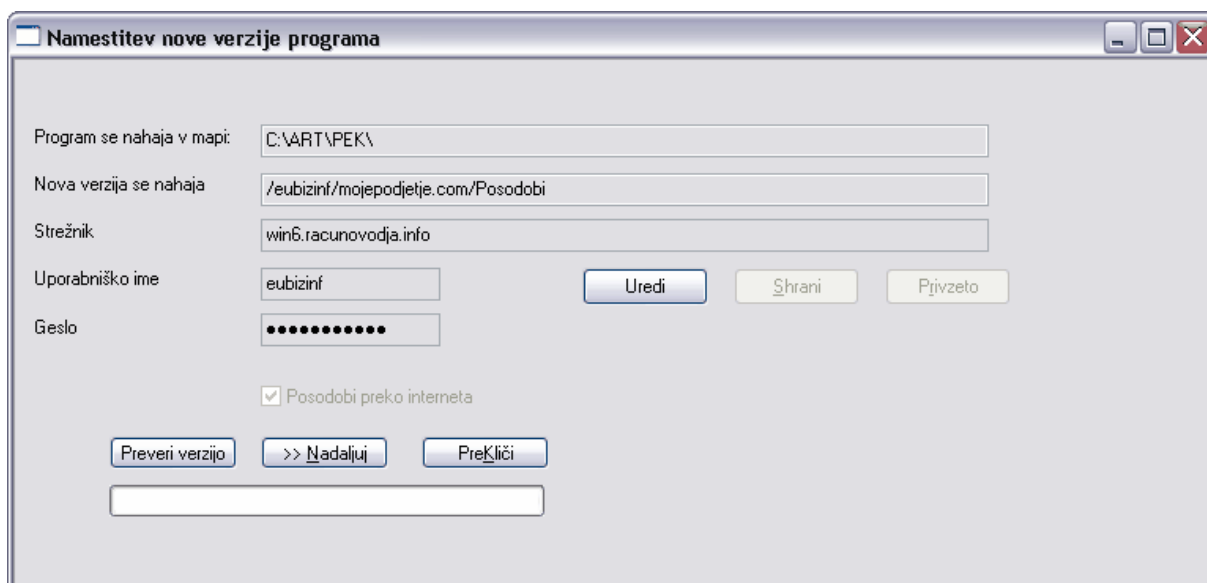 Namestitev nove verzije programa
Program se nahaja v mapi: C:\ART\PEK\
Nova verzija se nahaja /eubizinf/mojepodjetje.com/Posodobi
Strežnik win6.racunovodja.info
Uporabniško ime eubizinf Uredi Shrani Privzeto
Geslo ●●●●●●●●●●●
Posodobi preko interneta
Preveri verzijo >> Nadaljuj PreKliči